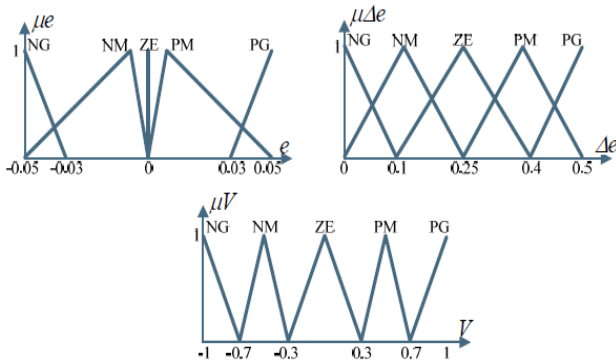 μe
NG NM ZE PM PG
1
-0.05 -0.03 0 0.03 0.05 e
μΔe
NG NM ZE PM PG
1
0 0.1 0.25 0.4 0.5 Δe
μV
NG NM ZE PM PG
1
-1 -0.7 -0.3 0.3 0.7 1 V